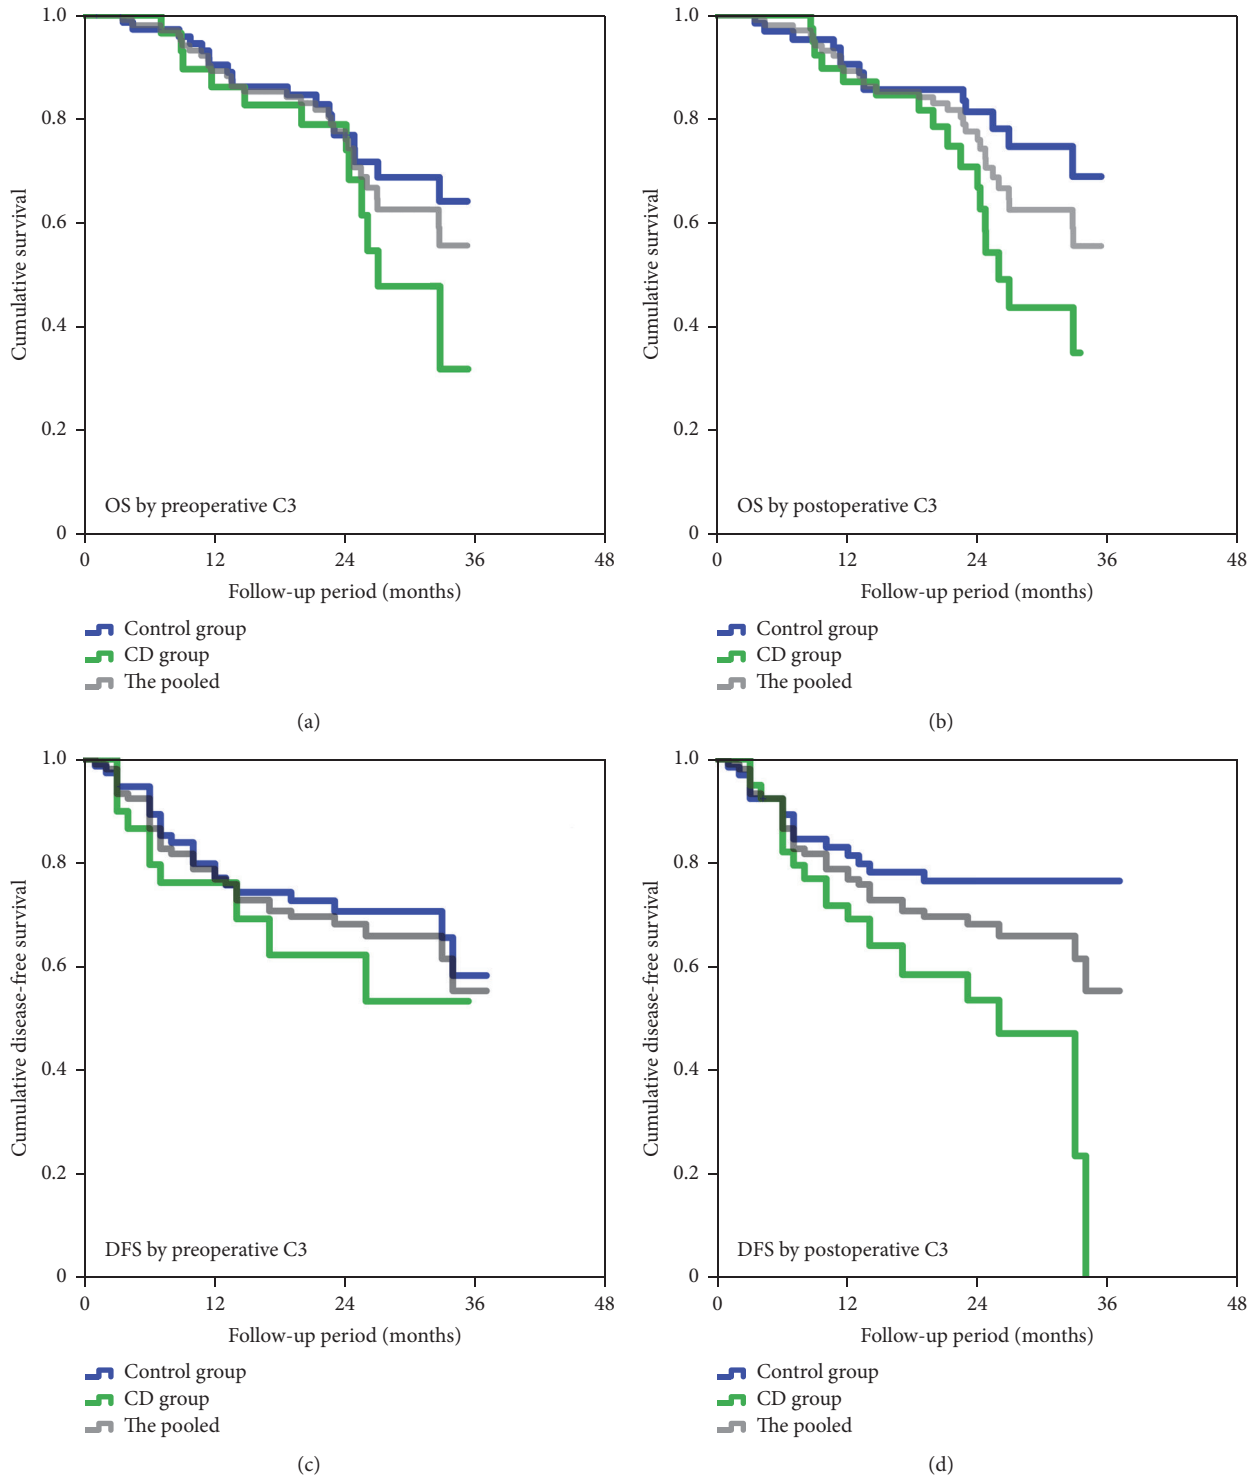 1.0
0.8
0.6
0.4
0.2
0
Cumulative survival
OS by preoperative C3
0 12 24 36 48
Follow-up period (months)
Control group
CD group
The pooled
(a)
1.0
0.8
0.6
0.4
0.2
0
Cumulative survival
OS by postoperative C3
0 12 24 36 48
Follow-up period (months)
Control group
CD group
The pooled
(b)
1.0
0.8
0.6
0.4
0.2
0
Cumulative disease-free survival
DFS by preoperative C3
0 12 24 36 48
Follow-up period (months)
Control group
CD group
The pooled
(c)
1.0
0.8
0.6
0.4
0.2
0
Cumulative disease-free survival
DFS by postoperative C3
0 12 24 36 48
Follow-up period (months)
Control group
CD group
The pooled
(d)